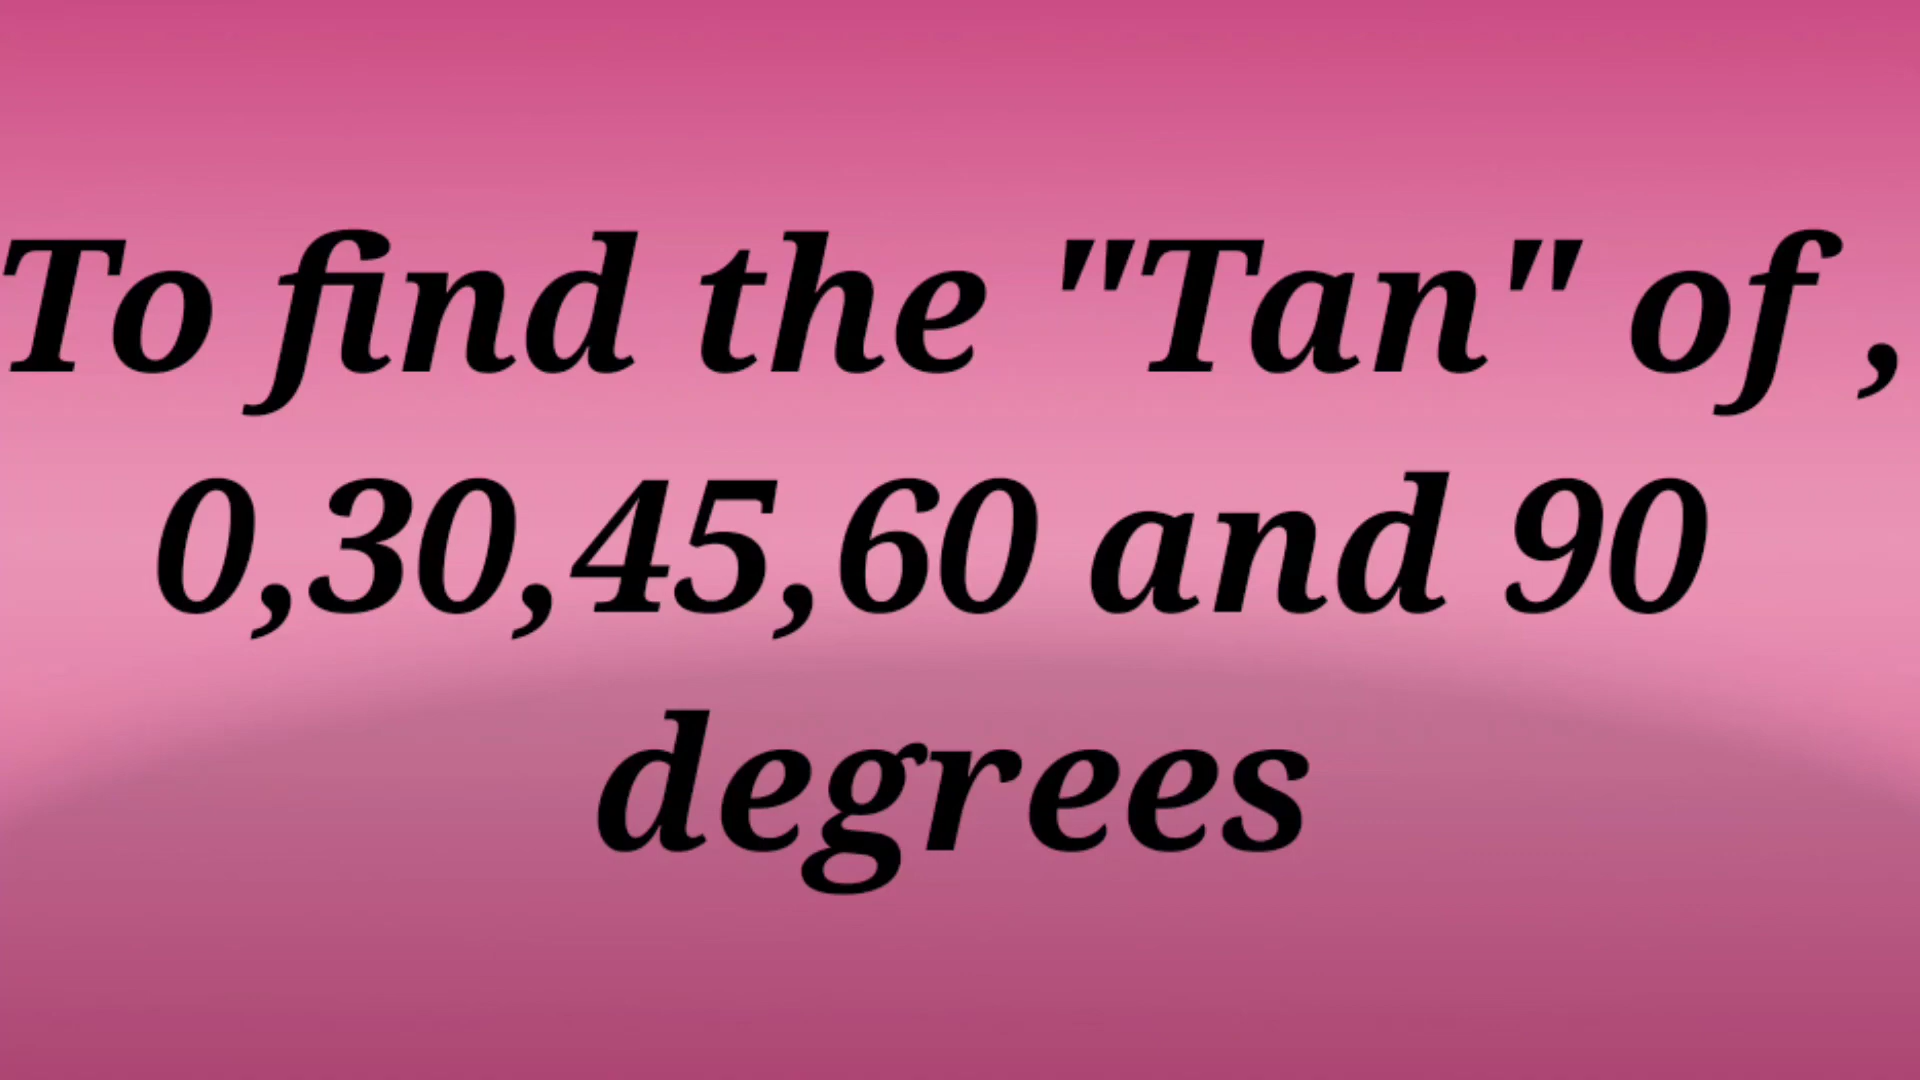 To find the "Tan" of ,
0,30,45,60 and 90
degrees